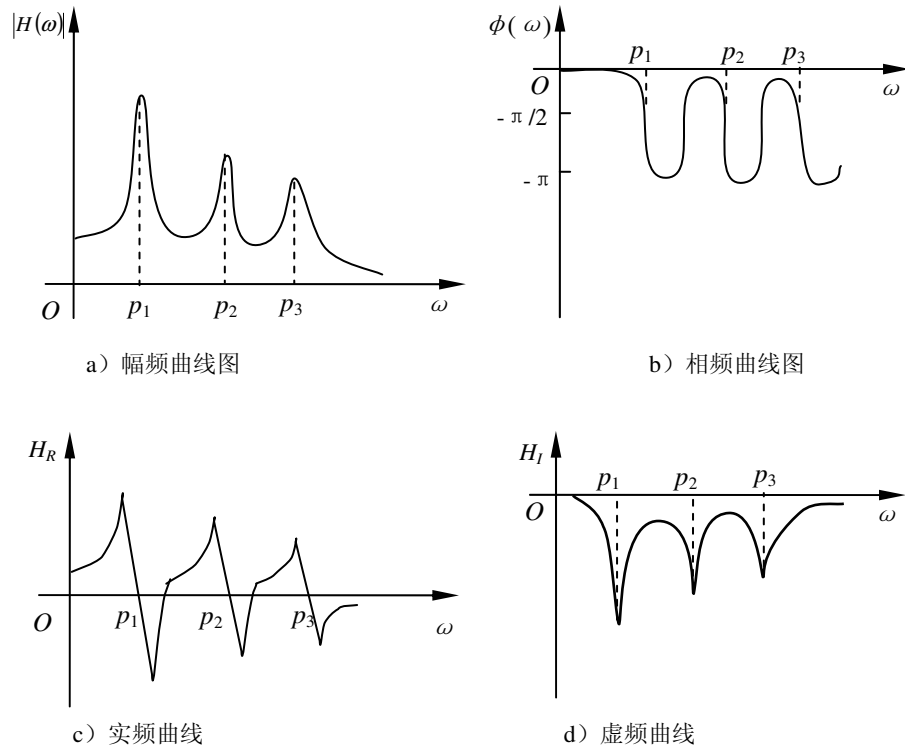 |H(ω)|
O
p1
p2
p3
ω
a）幅频曲线图
ϕ( ω)
p1
p2
p3
O
ω
- π/2
- π
b）相频曲线图
HR
O
p1
p2
p3
ω
c）实频曲线
HI
p1
p2
p3
O
ω
d）虚频曲线